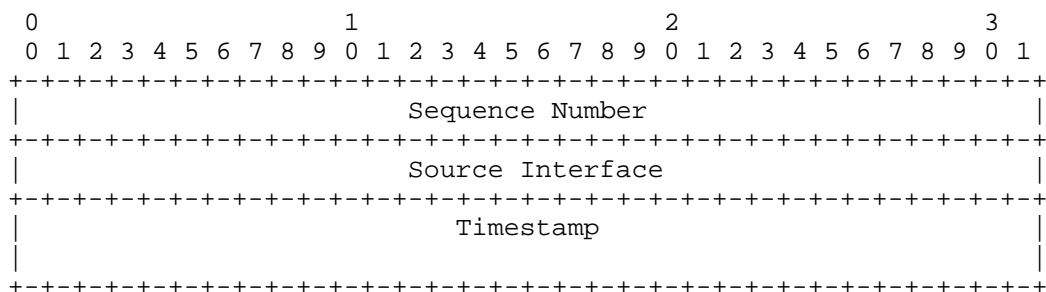 0                   1                   2                   3
 0 1 2 3 4 5 6 7 8 9 0 1 2 3 4 5 6 7 8 9 0 1 2 3 4 5 6 7 8 9 0 1
+-+-+-+-+-+-+-+-+-+-+-+-+-+-+-+-+-+-+-+-+-+-+-+-+-+-+-+-+-+-+-+-+
|                        Sequence Number                        |
+-+-+-+-+-+-+-+-+-+-+-+-+-+-+-+-+-+-+-+-+-+-+-+-+-+-+-+-+-+-+-+-+
|                        Source Interface                       |
+-+-+-+-+-+-+-+-+-+-+-+-+-+-+-+-+-+-+-+-+-+-+-+-+-+-+-+-+-+-+-+-+
|                           Timestamp                           |
|                                                               |
+-+-+-+-+-+-+-+-+-+-+-+-+-+-+-+-+-+-+-+-+-+-+-+-+-+-+-+-+-+-+-+-+